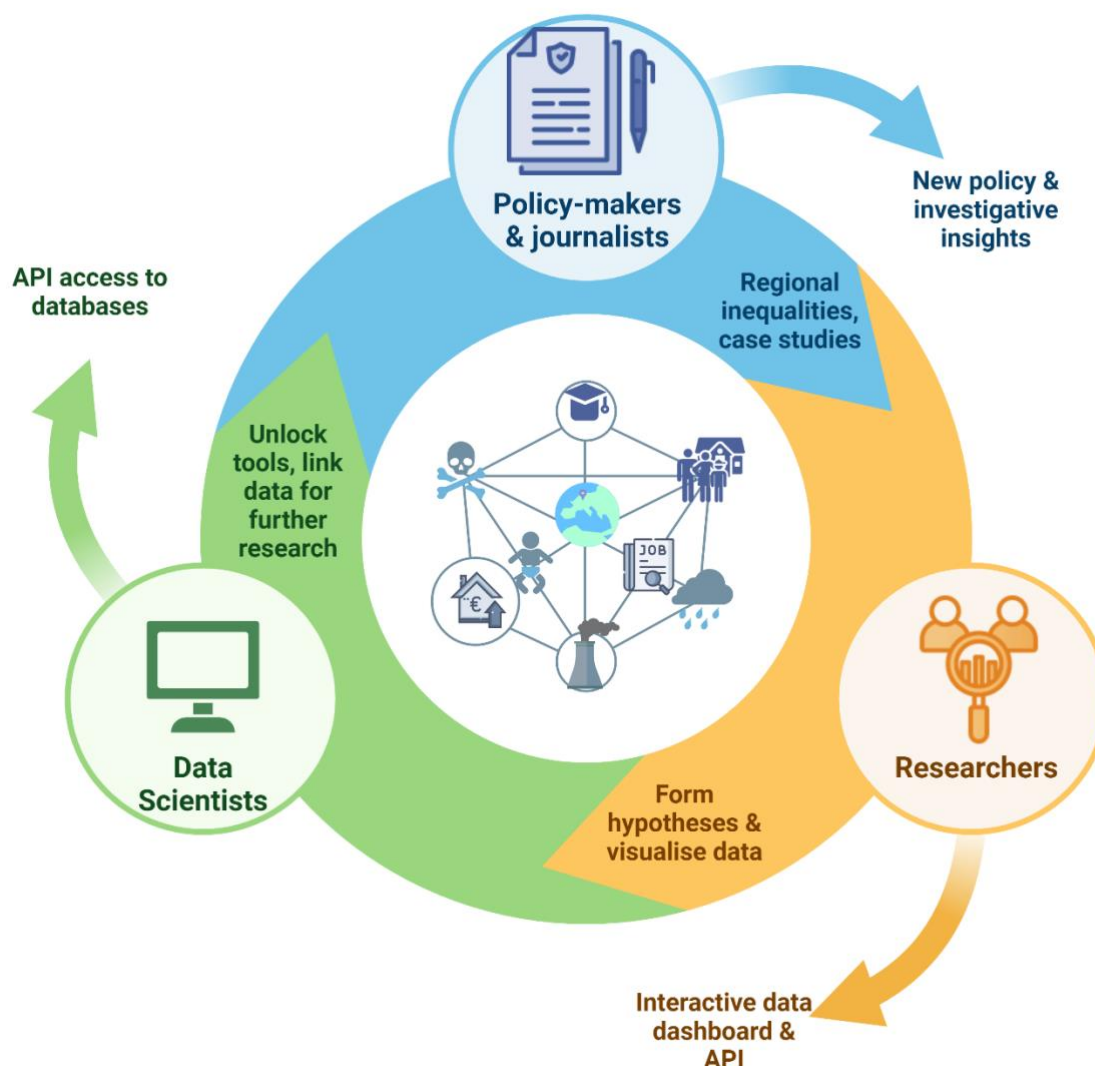 Policy-makers
& journalists
New policy &
investigative
insights
API access to
databases
Regional
inequalities,
case studies
Unlock
tools, link
data for
further
research
JOB
€
Data
Scientists
Researchers
Form
hypotheses &
visualise data
Interactive data
dashboard &
API